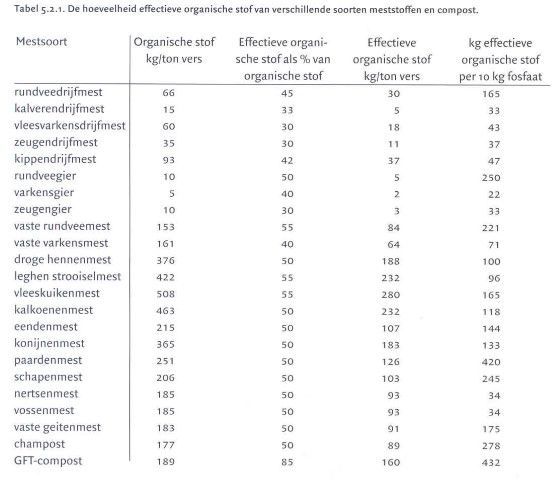 Tabel 5.2.1. De hoeveelheid effectieve organische stof van verschillende soorten meststoffen en compost.
Mestsoort Organische stof Effectieve organi- Effectieve kg effectieve
kg/ton vers sche stof als % van organische stof organische stof
organische stof kg/ton vers per 10 kg fosfaat
rundveedrijfmest 66 45 30 165
kalverendrijfmest 15 33 5 33
vleesvarkensdrijfmest 60 30 18 43
zeugendrijfmest 35 30 11 37
kippendrijfmest 93 42 37 47
rundveegier 10 50 5 250
varkensgier 5 40 2 22
zeugengier 10 30 3 33
vaste rundveemest 153 55 84 221
vaste varkensmest 161 40 64 71
droge hennenmest 376 50 188 100
leghen strooiselmest 422 55 232 96
vleeskuikenmest 508 55 280 165
kalkoenenmest 463 50 232 118
eendenmest 215 50 107 144
konijnenmest 365 50 183 133
paardenmest 251 50 126 420
schapenmest 206 50 103 245
nertsenmest 185 50 93 34
vossenmest 185 50 93 34
vaste geitenmest 183 50 91 175
champost 177 50 89 278
GFT-compost 189 85 160 432